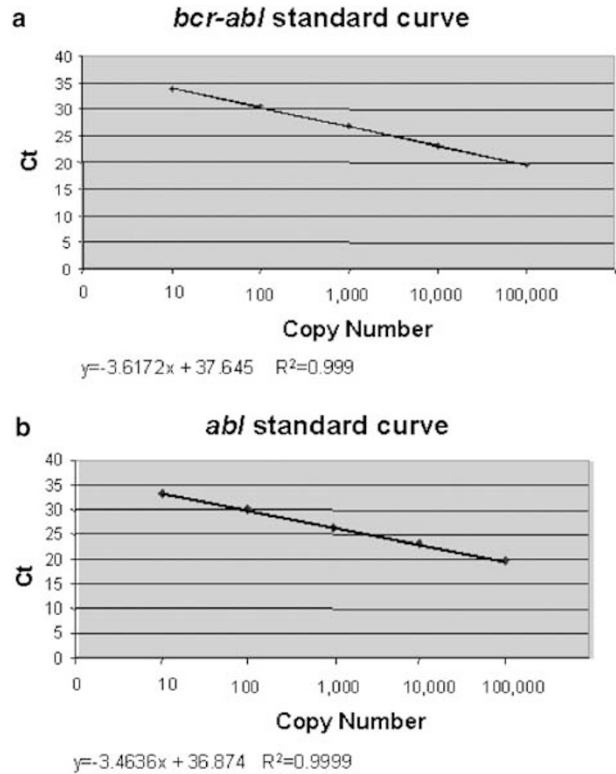 a
bcr-abl standard curve
40
35
30
25
20
15
10
5
0
Ct
0 10 100 1,000 10,000 100,000
Copy Number
y=-3.6172x + 37.645 R²=0.999
b
abl standard curve
40
35
30
25
20
15
10
5
0
Ct
0 10 100 1,000 10,000 100,000
Copy Number
y=-3.4636x + 36.874 R²=0.9999